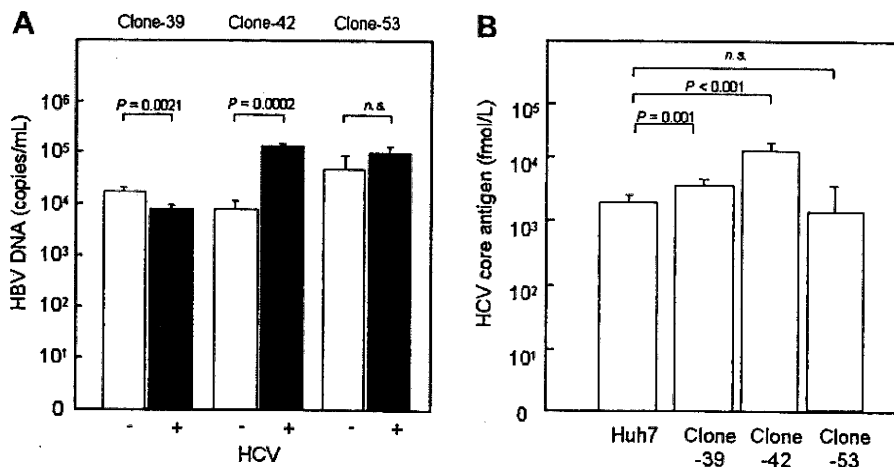 A
Clone-39 Clone-42 Clone-53
HBV DNA (copies/mL)
10⁶
10⁵
10⁴
10³
10²
10¹
0
P = 0.0021
P = 0.0002
n.s.
- + - + - +
HCV
B
HCV core antigen (fmol/L)
10⁵
10⁴
10³
10²
10¹
0
n.s.
P < 0.001
P = 0.001
Huh7 Clone Clone Clone
-39 -42 -53